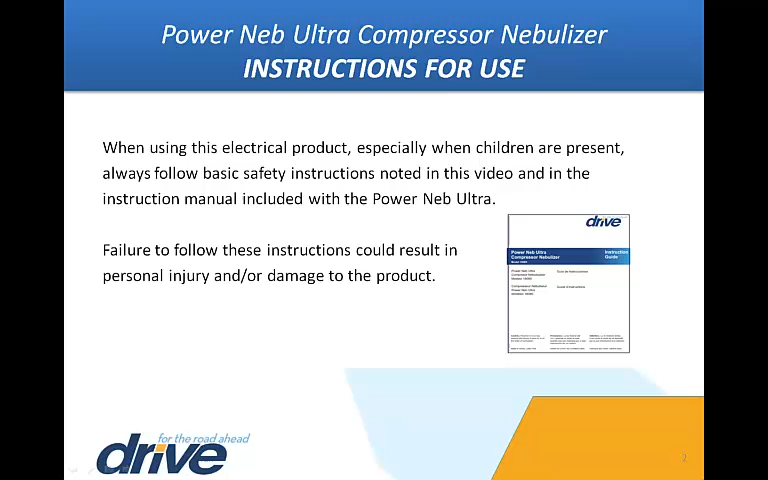 Power Neb Ultra Compressor Nebulizer
INSTRUCTIONS FOR USE
When using this electrical product, especially when children are present,
always follow basic safety instructions noted in this video and in the
instruction manual included with the Power Neb Ultra.
Failure to follow these instructions could result in
personal injury and/or damage to the product.
drive
Power Neb Ultra
Compressor Nebulizer
Instruction
Guide
for the road ahead
drive
2